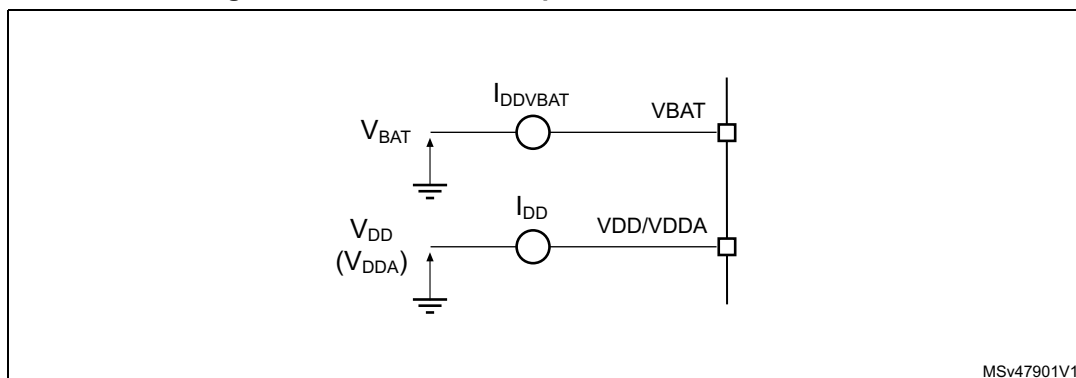 I_DDVBAT
VBAT
V_BAT
I_DD
VDD/VDDA
V_DD
(V_DDA)
MSv47901V1